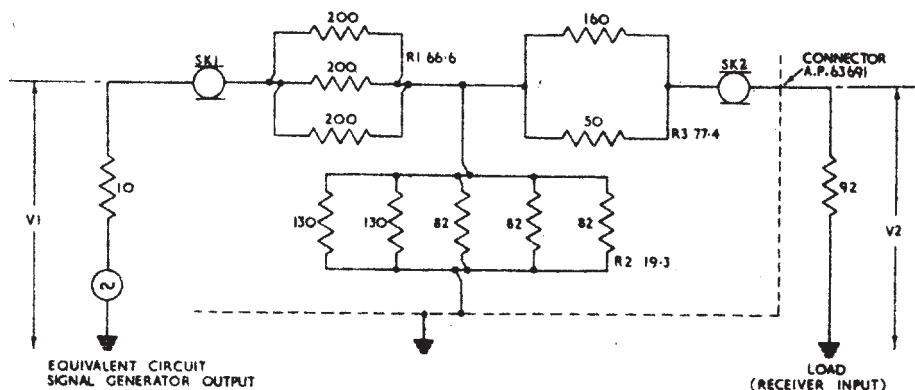 200
160
SK1
R1 66·6
CONNECTOR
A.P. 63691
200
SK2
200
50
R3 77·4
10
V1
92
V2
130
130
82
82
82
R2 19·3
EQUIVALENT CIRCUIT
SIGNAL GENERATOR OUTPUT
LOAD
(RECEIVER INPUT)